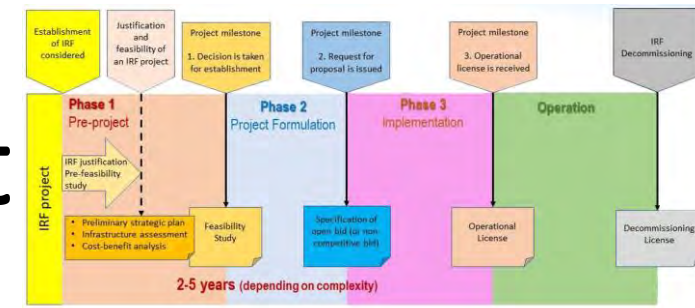 Establishment
of IRF
considered
Justification
and
feasibility of
an IRF project
Project milestone
1. Decision is taken
for establishment
Project milestone
2. Request for
proposal is issued
Project milestone
3. Operational
license is received
IRF
Decommissioning
IRF project
Phase 1
Pre-project
Phase 2
Project Formulation
Phase 3
Implementation
Operation
IRF justification
Pre-feasibility
study
• Preliminary strategic plan
• Infrastructure assessment
• Cost-benefit analysis
Feasibility
Study
Specification of
open bid (or non-
competitive bid)
Operational
License
Decommissioning
License
2-5 years (depending on complexity)